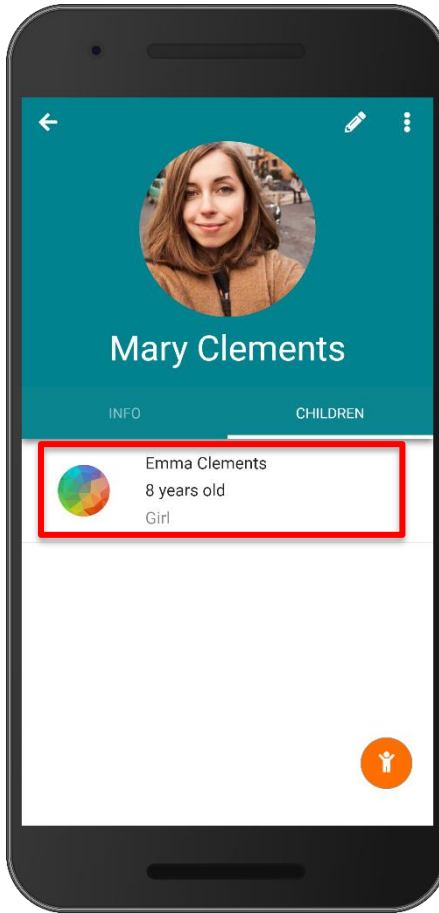 Mary Clements
INFO
CHILDREN
Emma Clements
8 years old
Girl